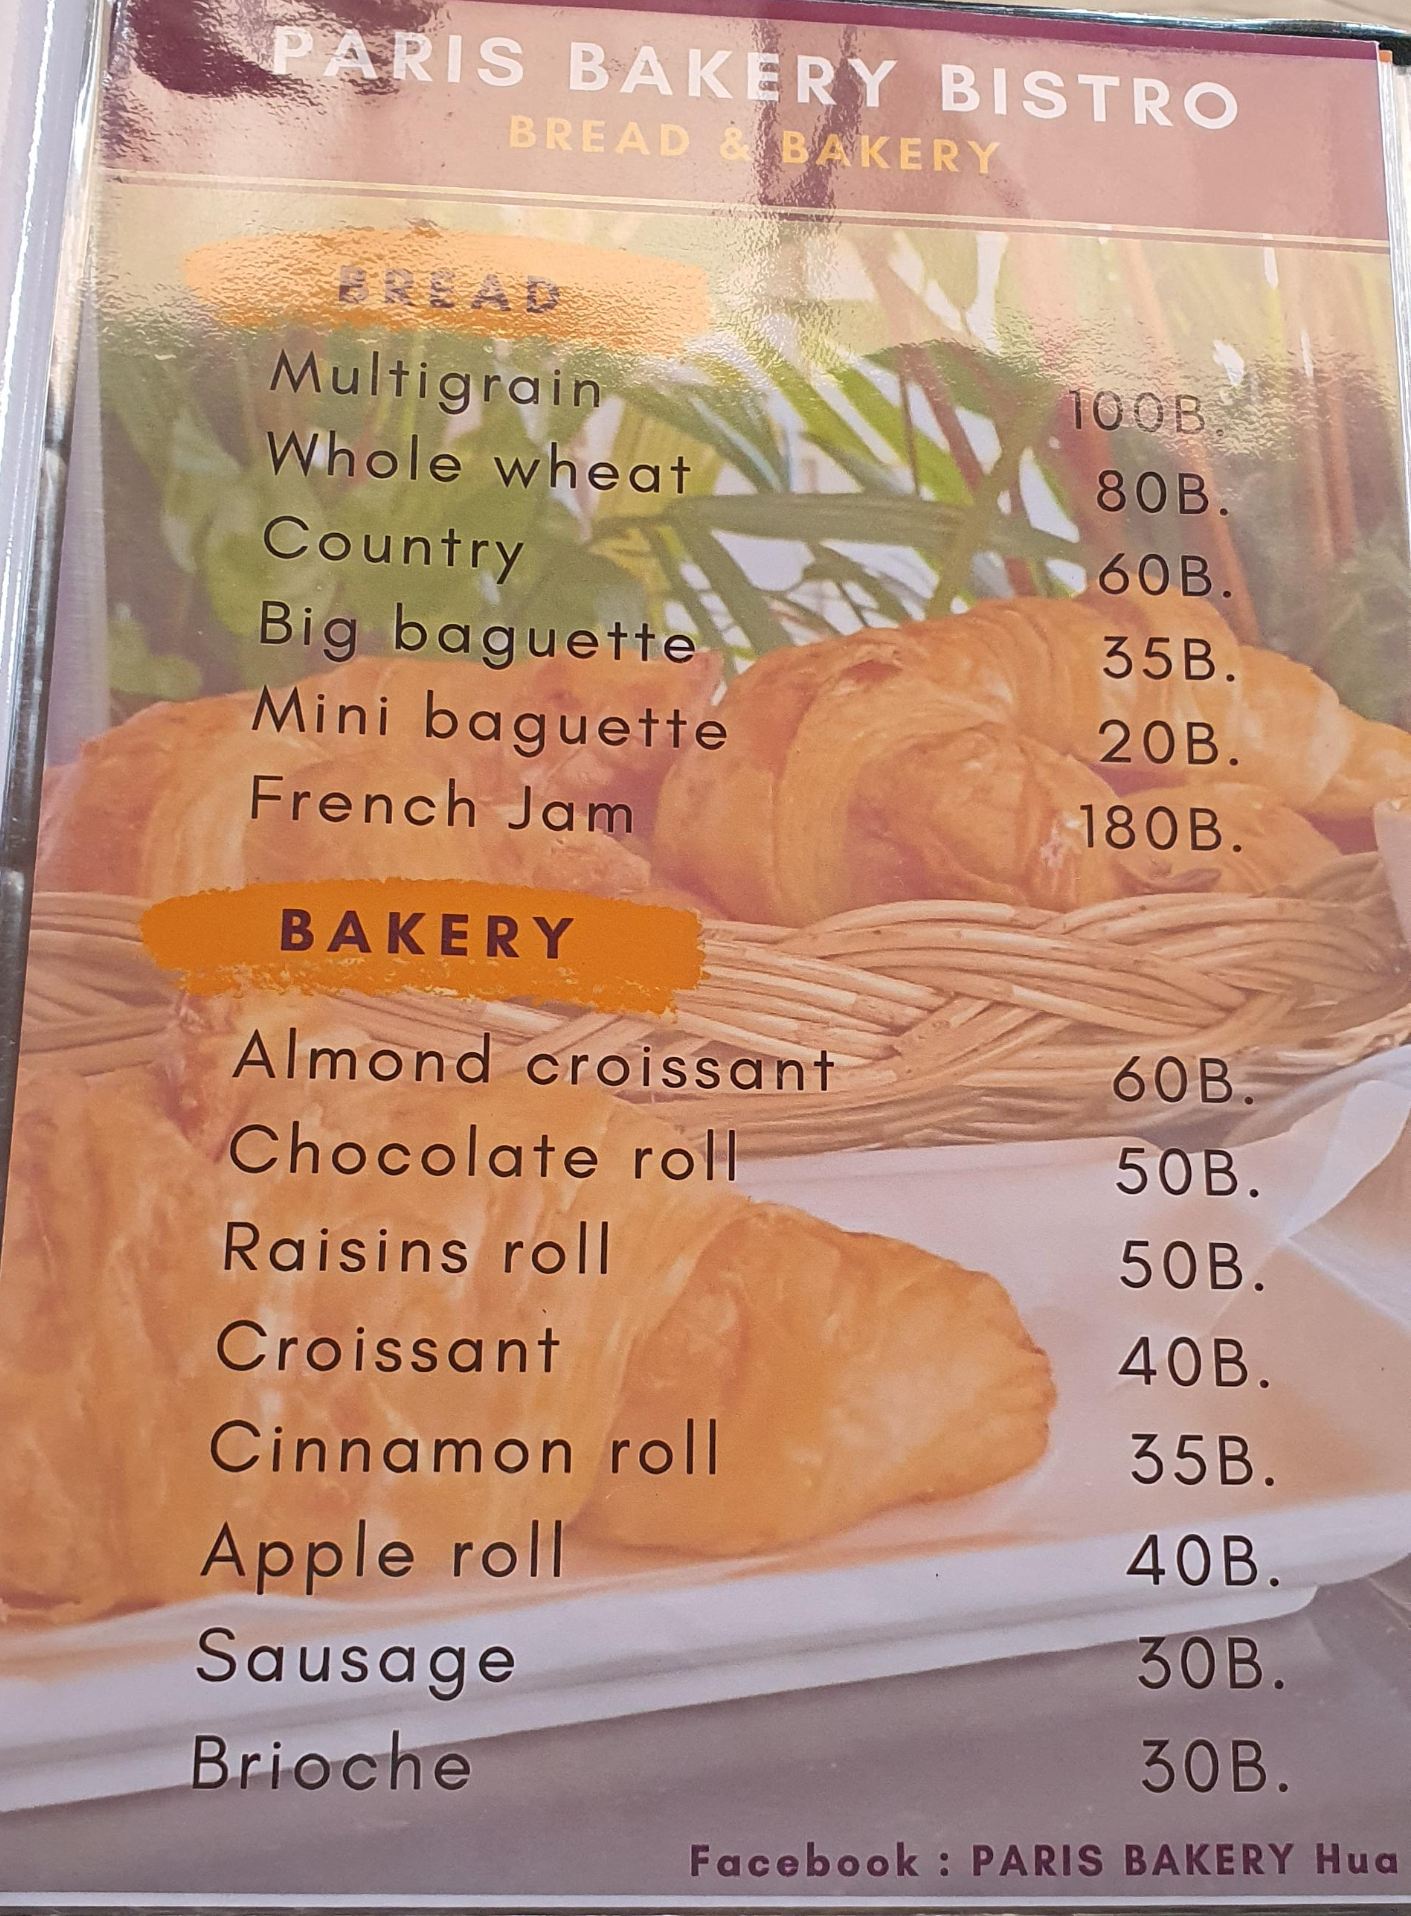 PARIS BAKERY BISTRO
BREAD & BAKERY
BREAD
Multigrain 100B.
Whole wheat 80B.
Country 60B.
Big baguette 35B.
Mini baguette 20B.
French Jam 180B.
BAKERY
Almond croissant 60B.
Chocolate roll 50B.
Raisins roll 50B.
Croissant 40B.
Cinnamon roll 35B.
Apple roll 40B.
Sausage 30B.
Brioche 30B.
Facebook : PARIS BAKERY Hua